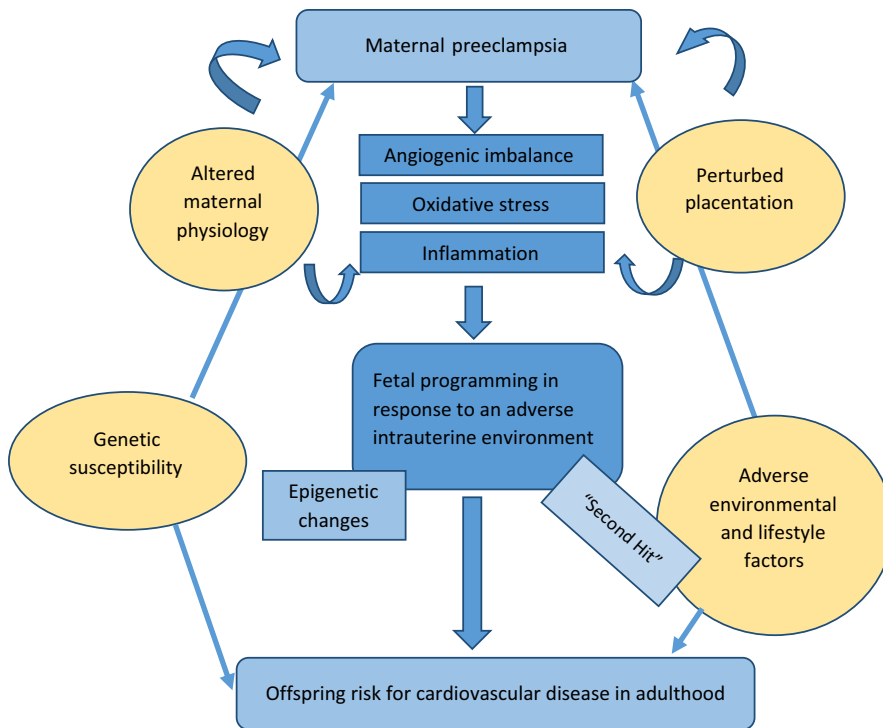 Maternal preeclampsia
Angiogenic imbalance
Altered
maternal
physiology
Oxidative stress
Perturbed
placentation
Inflammation
Fetal programming in
response to an adverse
intrauterine environment
Genetic
susceptibility
Epigenetic
changes
“Second Hit”
Adverse
environmental
and lifestyle
factors
Offspring risk for cardiovascular disease in adulthood